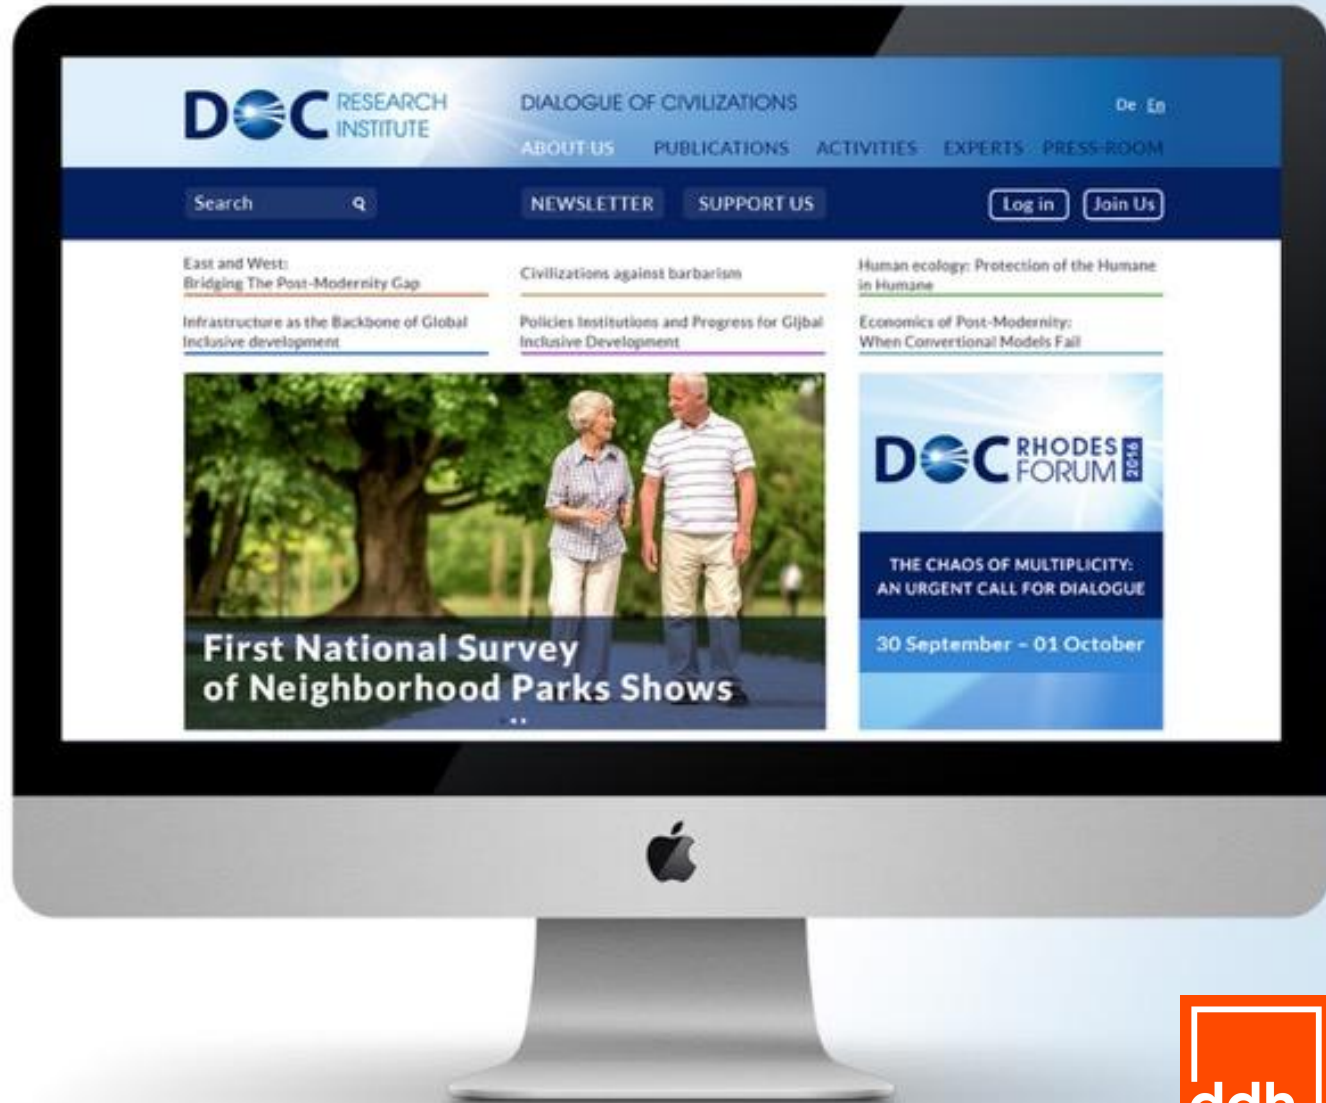 DOC RESEARCH
INSTITUTE
DIALOGUE OF CIVILIZATIONS
De En
ABOUT US PUBLICATIONS ACTIVITIES EXPERTS PRESS-ROOM
Search
NEWSLETTER SUPPORT US
Log in Join Us
East and West:
Bridging The Post-Modernity Gap
Civilizations against barbarism
Human ecology: Protection of the Humane
in Humane
Infrastructure as the Backbone of Global
Inclusive development
Policies Institutions and Progress for Gijbal
Inclusive Development
Economics of Post-Modernity:
When Convertional Models Fail
First National Survey
of Neighborhood Parks Shows
DOC RHODES
FORUM 2016
THE CHAOS OF MULTIPLICITY:
AN URGENT CALL FOR DIALOGUE
30 September – 01 October
ddh